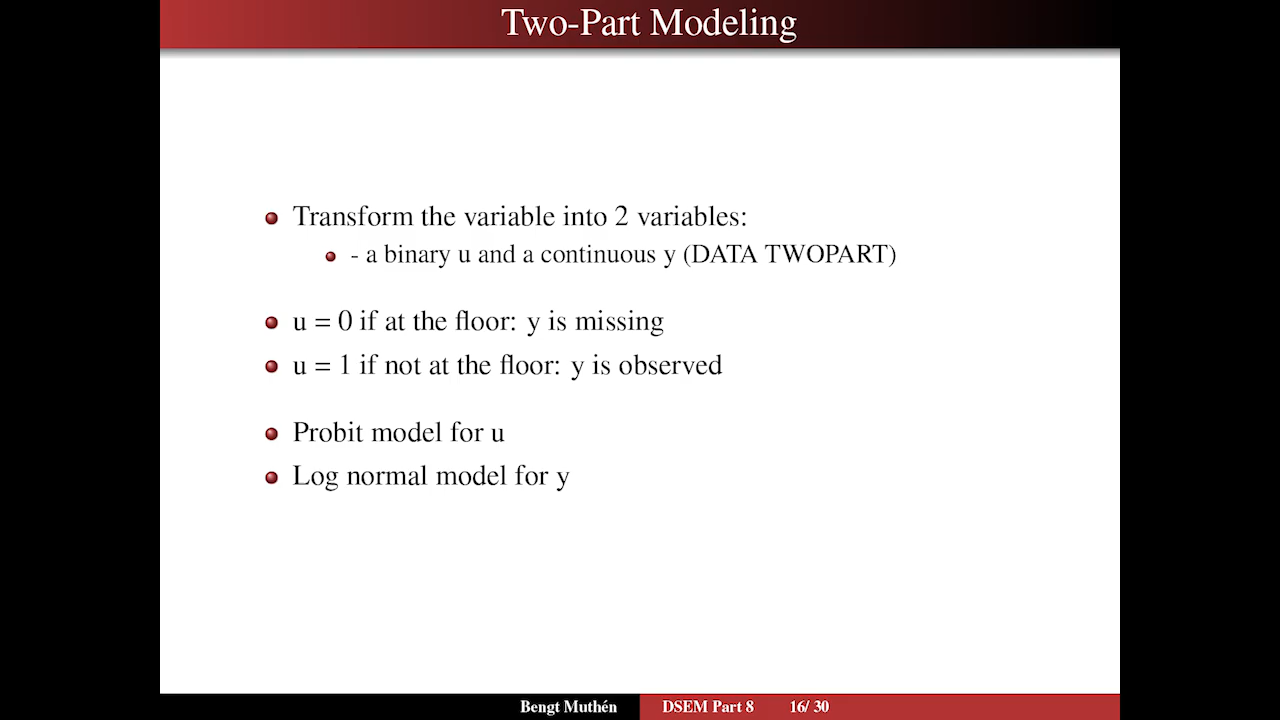 Two-Part Modeling
Transform the variable into 2 variables:
- a binary u and a continuous y (DATA TWOPART)
u = 0 if at the floor: y is missing
u = 1 if not at the floor: y is observed
Probit model for u
Log normal model for y
Bengt Muthén DSEM Part 8 16/ 30